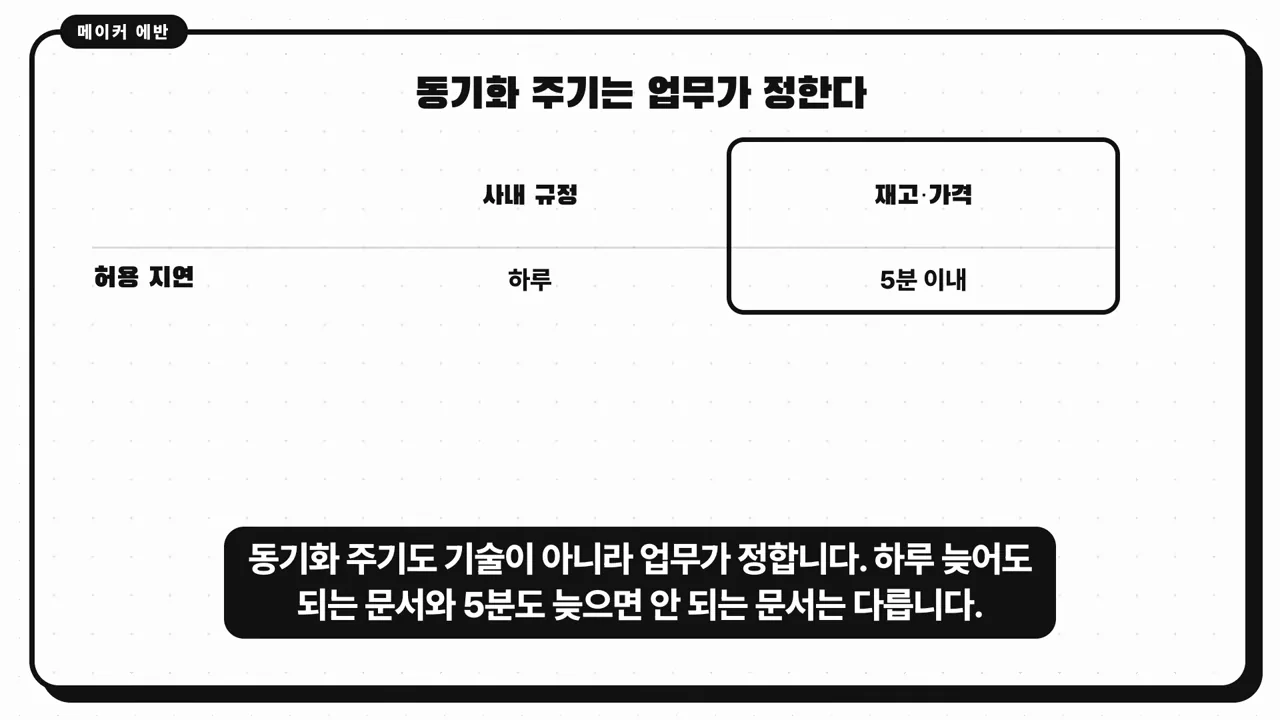 메이커 에반
동기화 주기는 업무가 정한다
사내 규정
재고·가격
허용 지연
하루
5분 이내
동기화 주기도 기술이 아니라 업무가 정합니다. 하루 늦어도
되는 문서와 5분도 늦으면 안 되는 문서는 다릅니다.